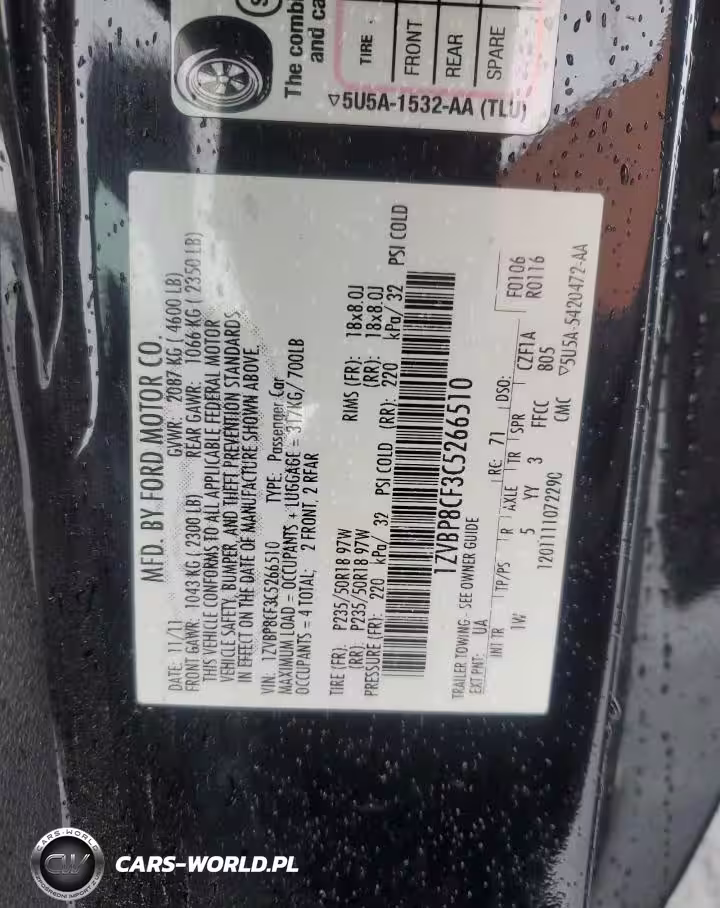 The combi
and ca
TIRE :
FRONT
REAR
SPARE
▽5U5A-1532-AA (TLU)
MFD. BY FORD MOTOR CO.
DATE: 11/11 GVWR: 2087 KG ( 4600 LB)
FRONT GAWR: 1043 KG ( 2300 LB) REAR GAWR: 1066 KG ( 2350 LB)
THIS VEHICLE CONFORMS TO ALL APPLICABLE FEDERAL MOTOR
VEHICLE SAFETY, BUMPER, AND THEFT PREVENTION STANDARDS
IN EFFECT ON THE DATE OF MANUFACTURE SHOWN ABOVE.
VIN: 1ZVBP8CF3C5266510 TYPE: Passenger Car
MAXIMUM LOAD = OCCUPANTS + LUGGAGE = 317KG/700LB
OCCUPANTS = 4 TOTAL; 2 FRONT, 2 REAR
TIRE (FR): P235/50R18 97W RIMS (FR): 18x8.0J
(RR): P235/50R18 97W (RR): 18x8.0J
PRESSURE (FR): 220 kPa/ 32 PSI COLD (RR): 220 kPa/ 32 PSI COLD
1ZVBP8CF3C5266510
TRAILER TOWING - SEE OWNER GUIDE
EXT PNT: UA RC: 71 DSO: F0106
R0116
INT TR TP/PS R AXLE TR SPR CZF1A
1W 5 YY 3 FFCC 805
1201111072290 CMC ▽5U5A-5420472-AA
CARS-WORLD
CW
CARS-WORLD.PL